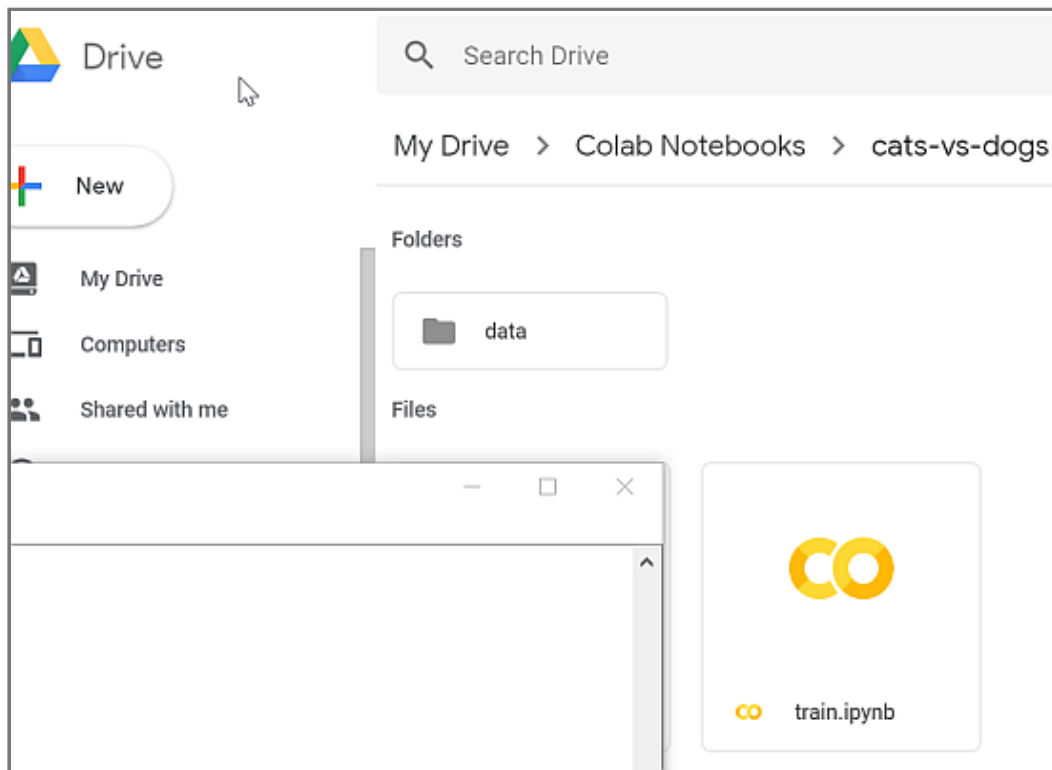 Drive
Search Drive
My Drive > Colab Notebooks > cats-vs-dogs
New
Folders
My Drive
data
Computers
Shared with me
Files
CO
CO train.ipynb